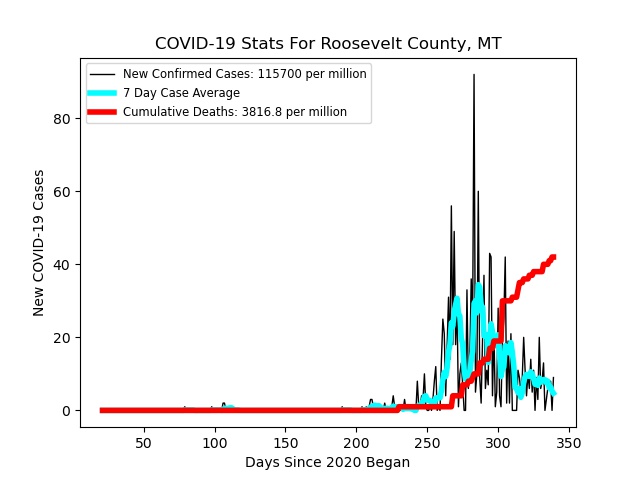 COVID-19 Stats For Roosevelt County, MT
New Confirmed Cases: 115700 per million
7 Day Case Average
Cumulative Deaths: 3816.8 per million
New COVID-19 Cases
80
60
40
20
0
50 100 150 200 250 300 350
Days Since 2020 Began